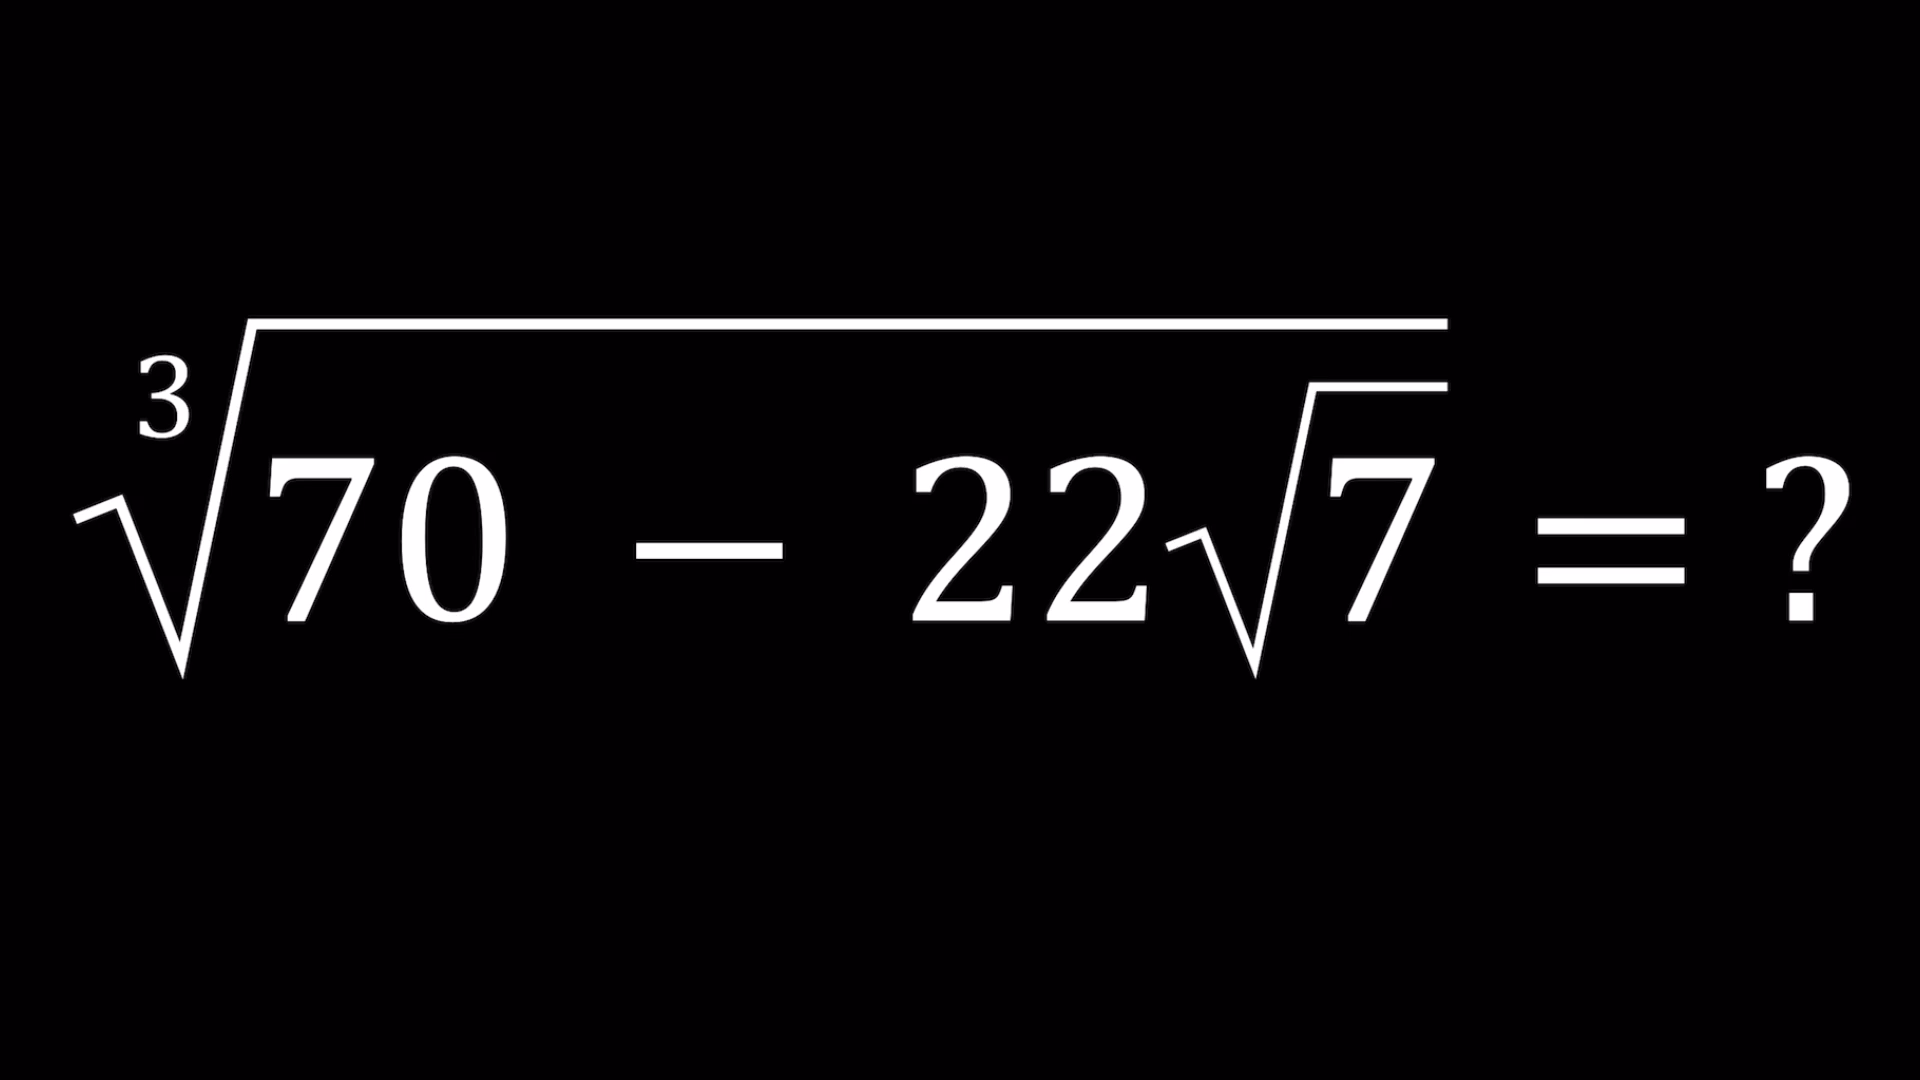 ∛(70 − 22√7) = ?